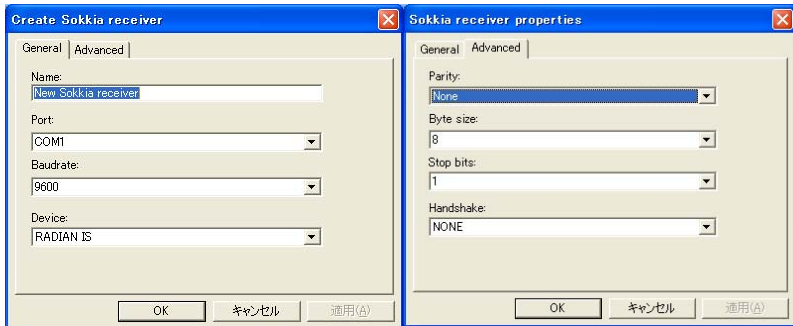 Create Sokkia receiver
General
Advanced
Name:
New Sokkia receiver
Port:
COM1
Baudrate:
9600
Device:
RADIAN IS
OK
キャンセル
適用(A)
Sokkia receiver properties
General
Advanced
Parity:
None
Byte size:
8
Stop bits:
1
Handshake:
NONE
OK
キャンセル
適用(A)